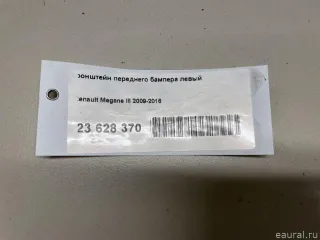 ронштейн переднего бампера левый
enault Megane III 2009-2016
23 628 370
eaural.ru